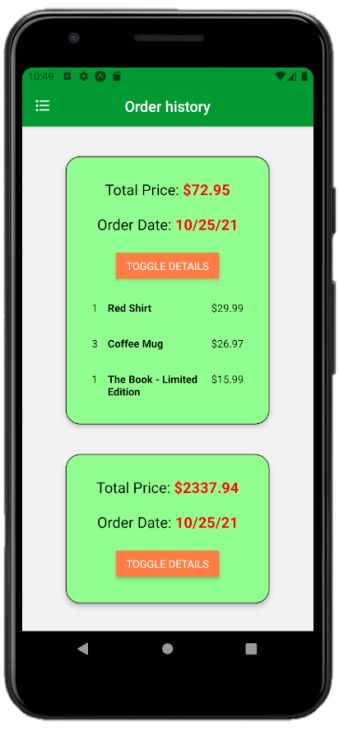 10:49
Order history
Total Price: $72.95
Order Date: 10/25/21
TOGGLE DETAILS
1 Red Shirt $29.99
3 Coffee Mug $26.97
1 The Book - Limited $15.99
Edition
Total Price: $2337.94
Order Date: 10/25/21
TOGGLE DETAILS